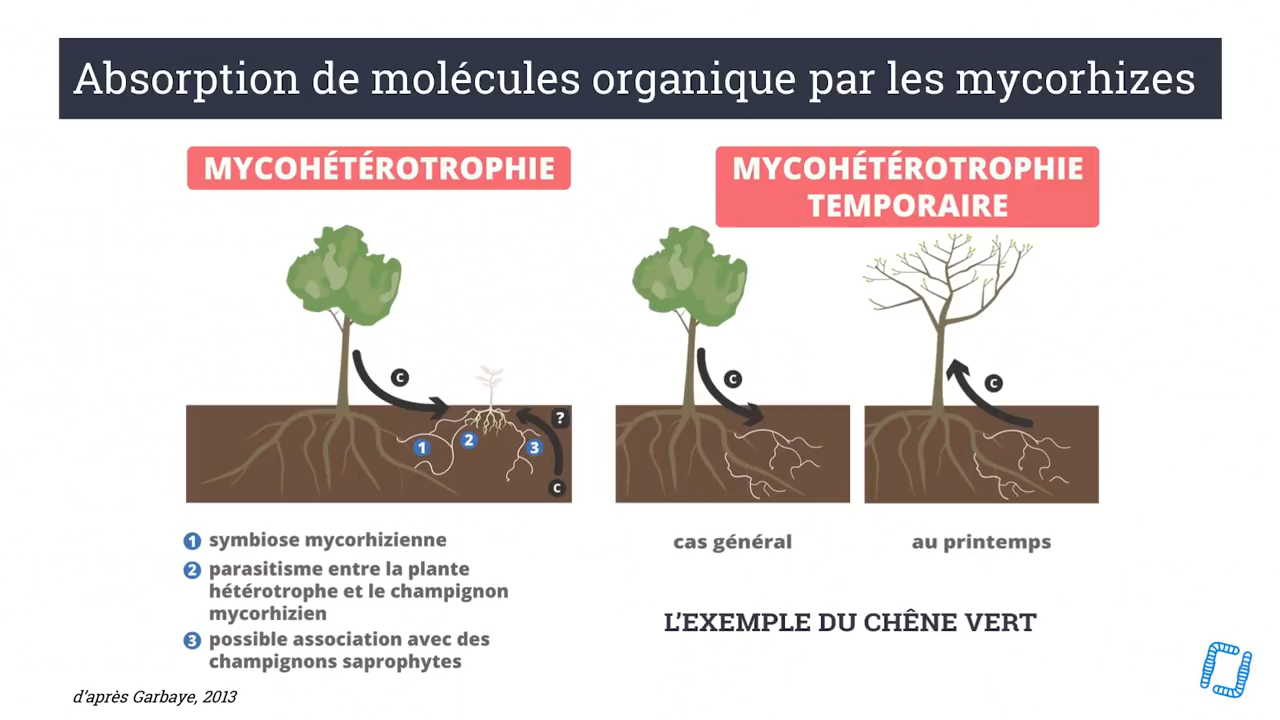 Absorption de molécules organique par les mycorhizes
MYCOHÉTÉROTROPHIE
MYCOHÉTÉROTROPHIE
TEMPORAIRE
C
?
1
2
3
C
C
C
1 symbiose mycorhizienne
2 parasitisme entre la plante
hétérotrophe et le champignon
mycorhizien
3 possible association avec des
champignons saprophytes
cas général
au printemps
L'EXEMPLE DU CHÊNE VERT
d'après Garbaye, 2013